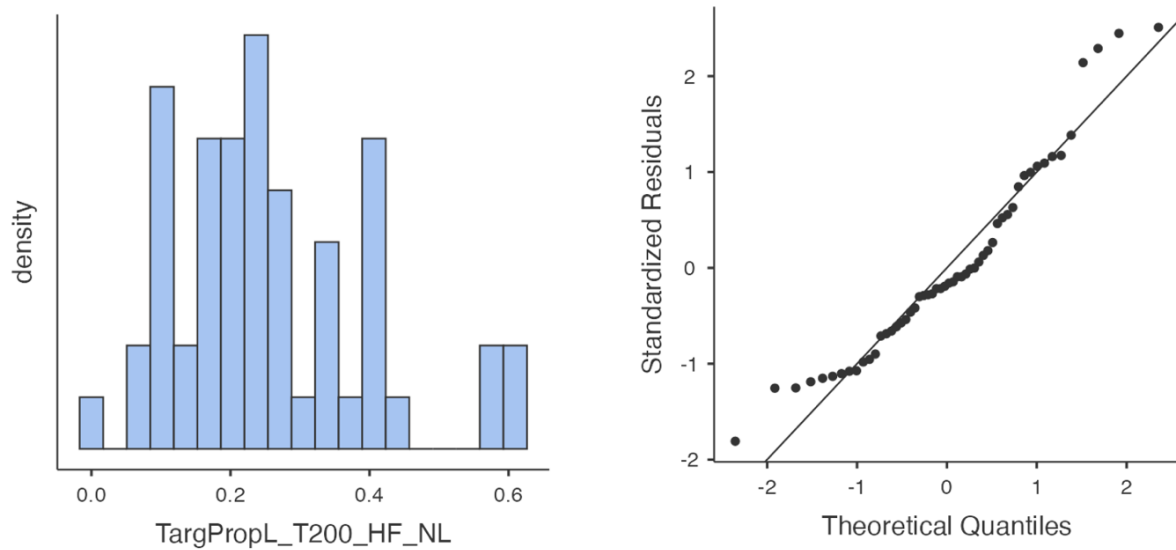 density
0.0 0.2 0.4 0.6
TargPropL_T200_HF_NL
Standardized Residuals
2
1
0
-1
-2
-2 -1 0 1 2
Theoretical Quantiles